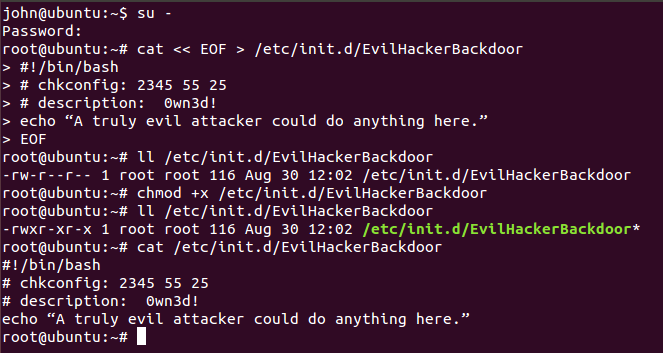 john@ubuntu:~$ su -
Password:
root@ubuntu:~# cat << EOF > /etc/init.d/EvilHackerBackdoor
> #!/bin/bash
> # chkconfig: 2345 55 25
> # description:  0wn3d!
> echo “A truly evil attacker could do anything here.”
> EOF
root@ubuntu:~# ll /etc/init.d/EvilHackerBackdoor
-rw-r--r-- 1 root root 116 Aug 30 12:02 /etc/init.d/EvilHackerBackdoor
root@ubuntu:~# chmod +x /etc/init.d/EvilHackerBackdoor
root@ubuntu:~# ll /etc/init.d/EvilHackerBackdoor
-rwxr-xr-x 1 root root 116 Aug 30 12:02 /etc/init.d/EvilHackerBackdoor*
root@ubuntu:~# cat /etc/init.d/EvilHackerBackdoor
#!/bin/bash
# chkconfig: 2345 55 25
# description:  0wn3d!
echo “A truly evil attacker could do anything here.”
root@ubuntu:~#